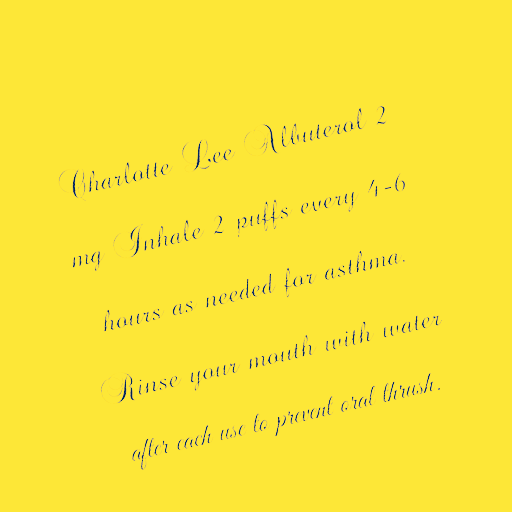 Charlotte Lee Albuterol 2
mg Inhale 2 puffs every 4-6
hours as needed for asthma.
Rinse your mouth with water
after each use to prevent oral thrush.